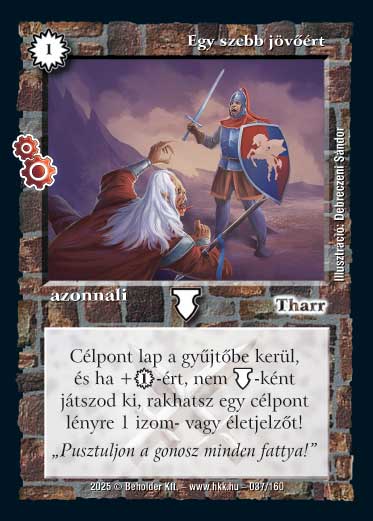 1
Egy szebb jövőért
Illusztráció: Debreczeni Sándor
azonnali
Tharr
Célpont lap a gyűjtőbe kerül,
és ha +1-ért, nem -ként
játszod ki, rakhatsz egy célpont
lényre 1 izom- vagy életjelzőt!
„Pusztuljon a gonosz minden fattya!”
2025 © Beholder Kft. – www.hkk.hu – 037/160